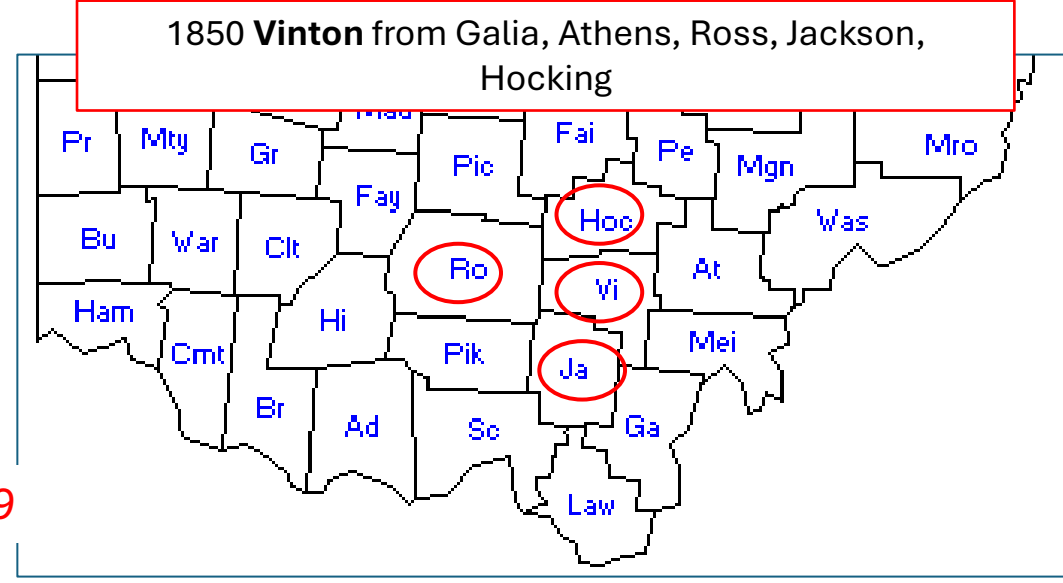 1850 Vinton from Galia, Athens, Ross, Jackson,
Hocking
Mad
Pr Mty Gr Pic Fai Pe Mgn Mro
Fay Hoc Was
Bu War Clt Ro Vi At
Ham Hi Cmt Pik Ja Mei
Br Ad Sc Ga
Law
9